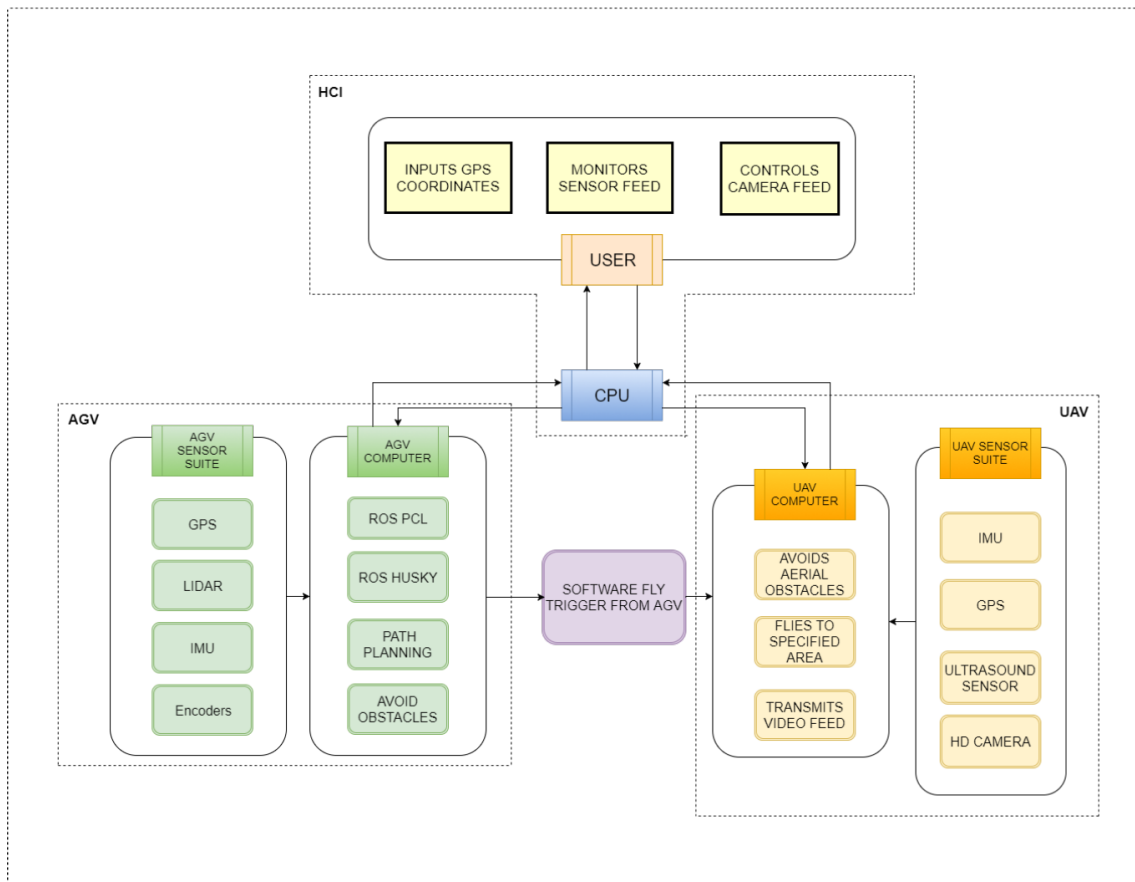 HCI
INPUTS GPS
COORDINATES
MONITORS
SENSOR FEED
CONTROLS
CAMERA FEED
USER
CPU
AGV
AGV
SENSOR
SUITE
GPS
LIDAR
IMU
Encoders
AGV
COMPUTER
ROS PCL
ROS HUSKY
PATH
PLANNING
AVOID
OBSTACLES
SOFTWARE FLY
TRIGGER FROM AGV
UAV
UAV
COMPUTER
AVOIDS
AERIAL
OBSTACLES
FLIES TO
SPECIFIED
AREA
TRANSMITS
VIDEO FEED
UAV SENSOR
SUITE
IMU
GPS
ULTRASOUND
SENSOR
HD CAMERA